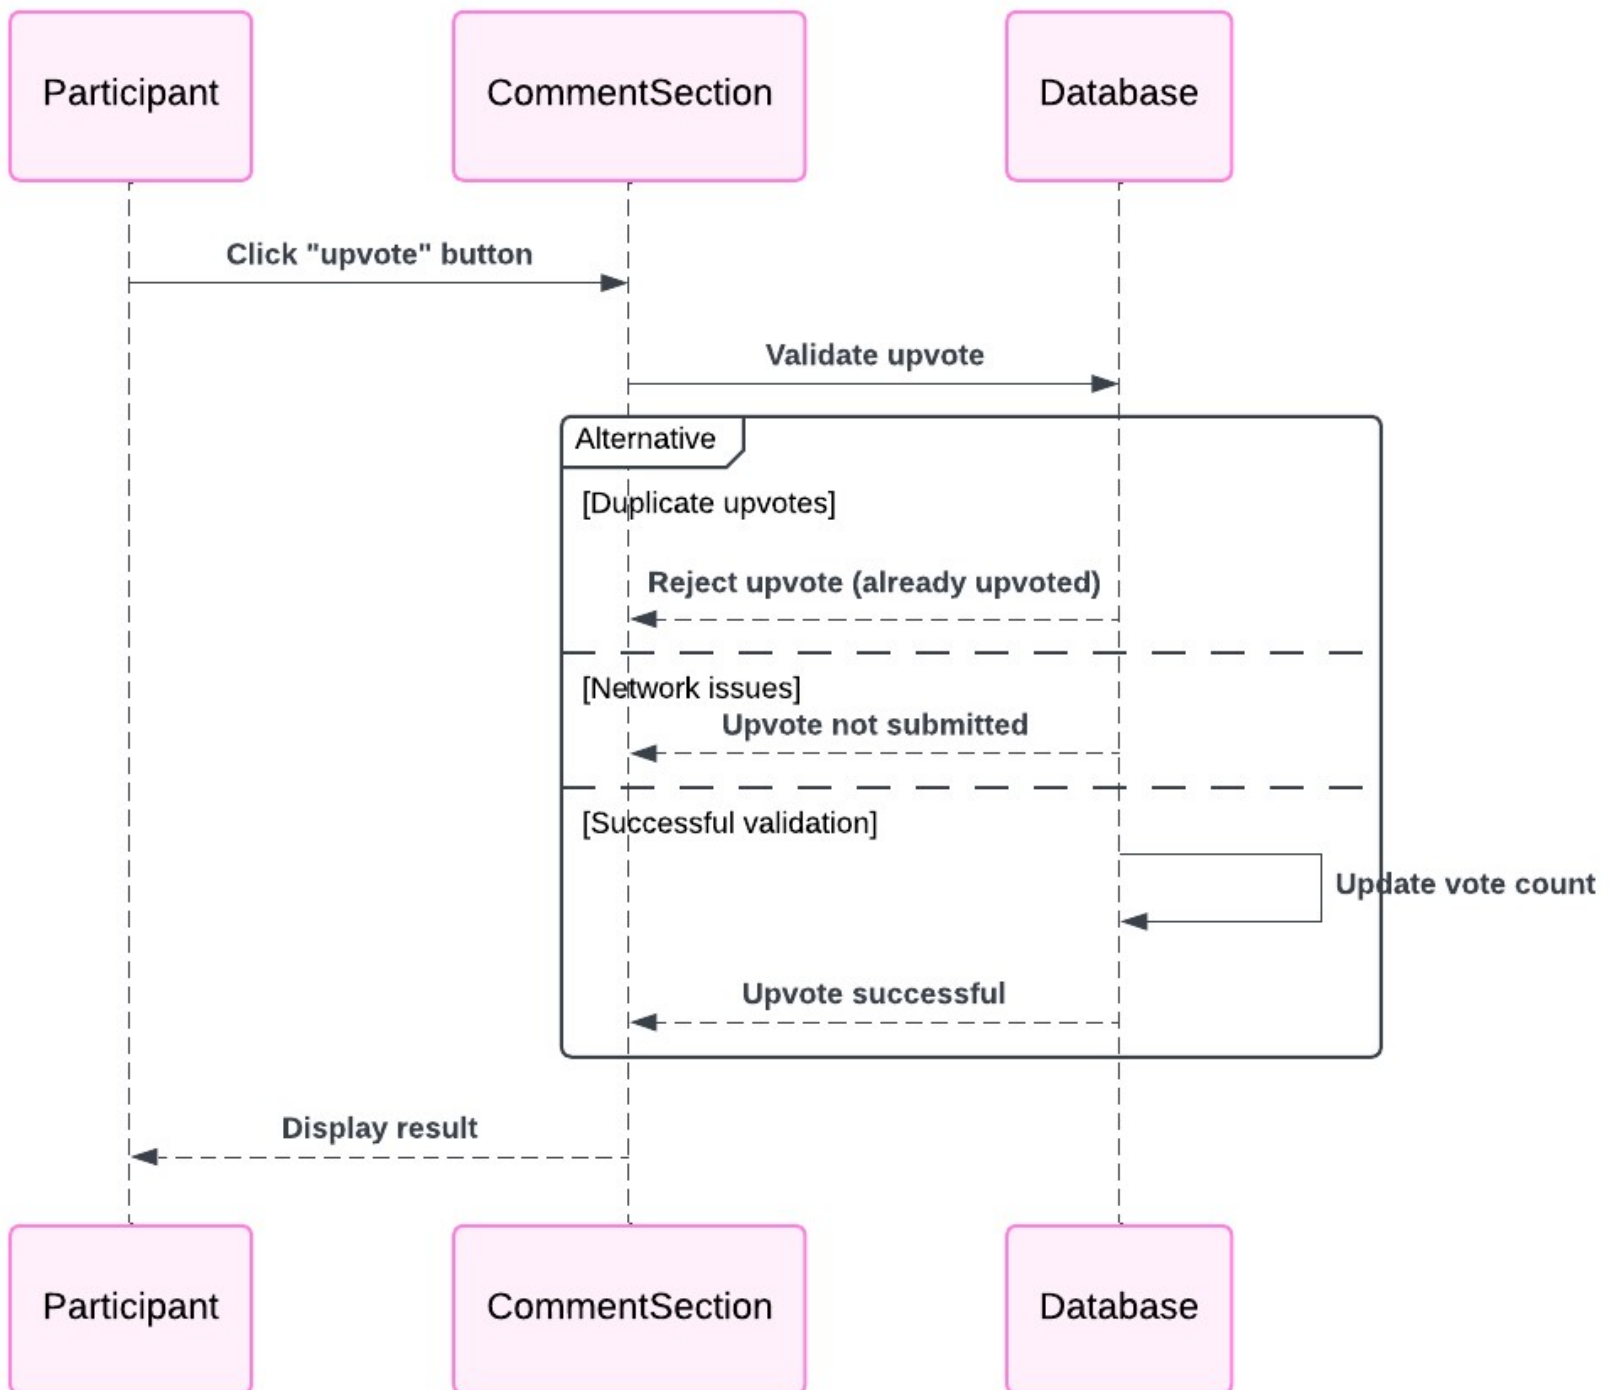 Participant
CommentSection
Database
Click "upvote" button
Validate upvote
Alternative
[Duplicate upvotes]
Reject upvote (already upvoted)
[Network issues]
Upvote not submitted
[Successful validation]
Update vote count
Upvote successful
Display result
Participant
CommentSection
Database